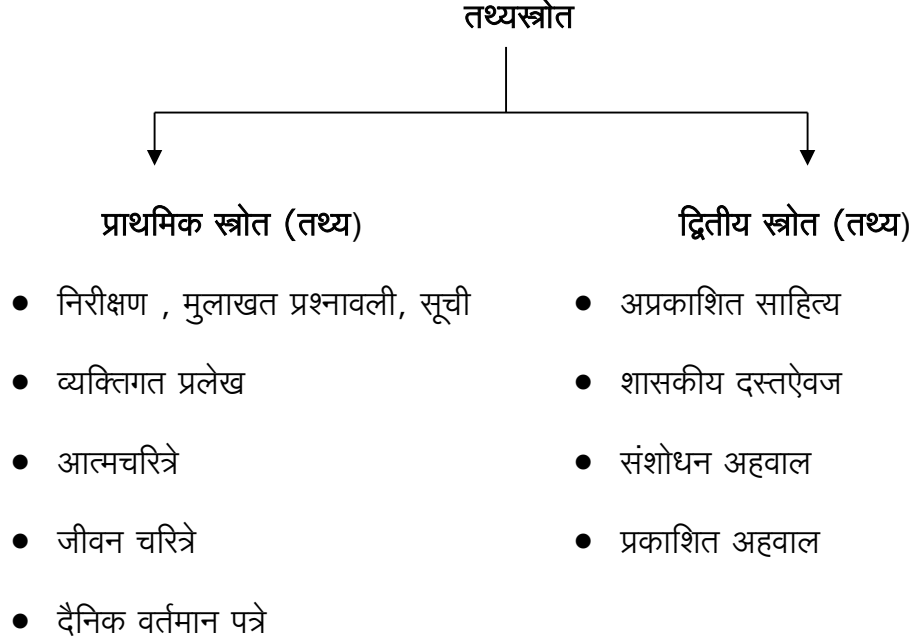 तथ्यस्त्रोत
प्राथमिक स्त्रोत (तथ्य)
● निरीक्षण , मुलाखत प्रश्नावली, सूची
● व्यक्तिगत प्रलेख
● आत्मचरित्रे
● जीवन चरित्रे
● दैनिक वर्तमान पत्रे
द्वितीय स्त्रोत (तथ्य)
● अप्रकाशित साहित्य
● शासकीय दस्तऐवज
● संशोधन अहवाल
● प्रकाशित अहवाल